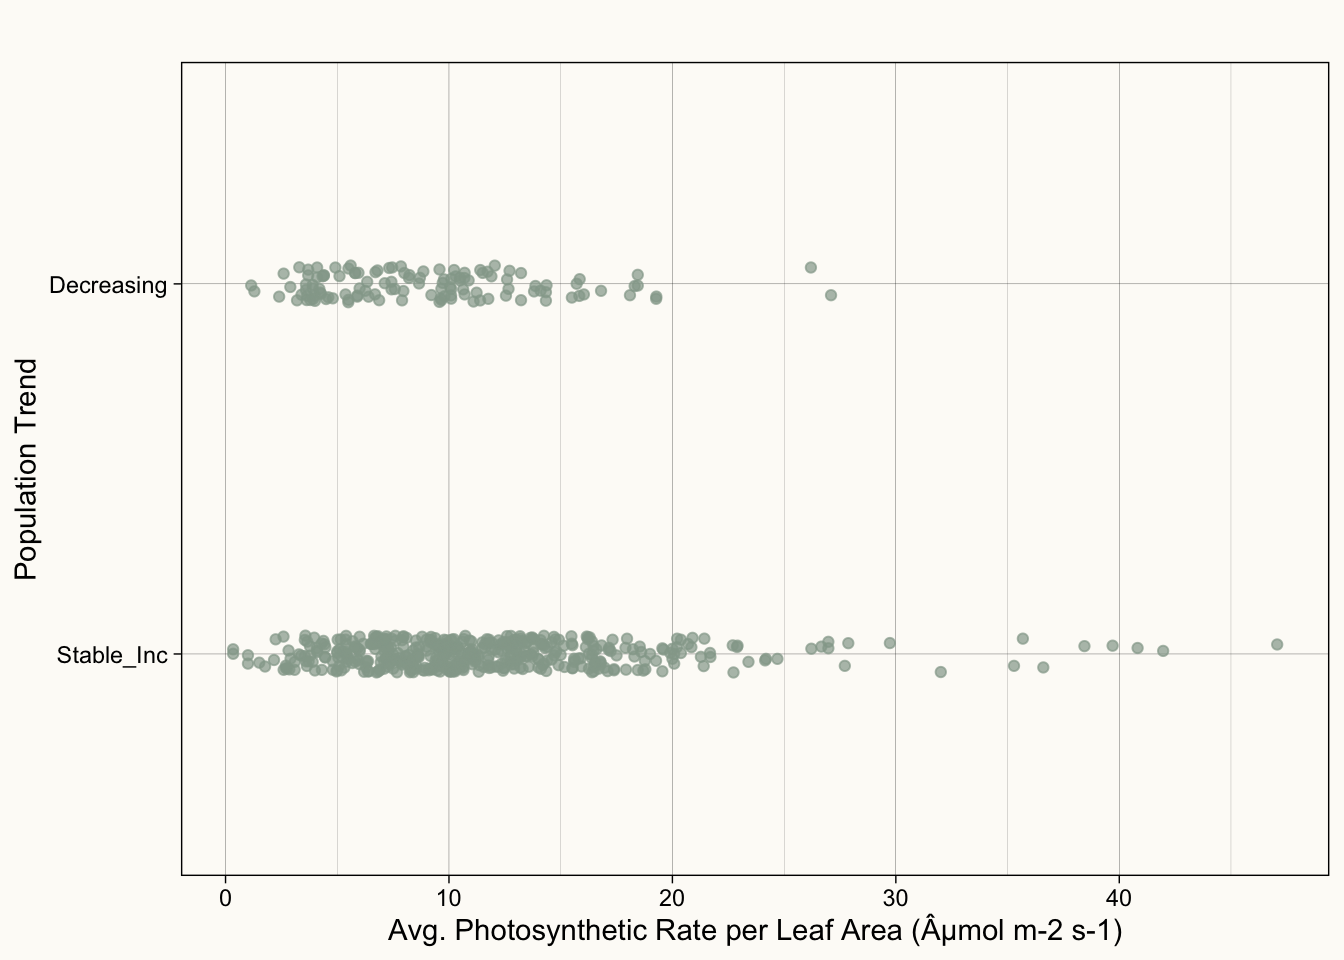 Decreasing
Population Trend
Stable_Inc
0 10 20 30 40
Avg. Photosynthetic Rate per Leaf Area (Âµmol m-2 s-1)